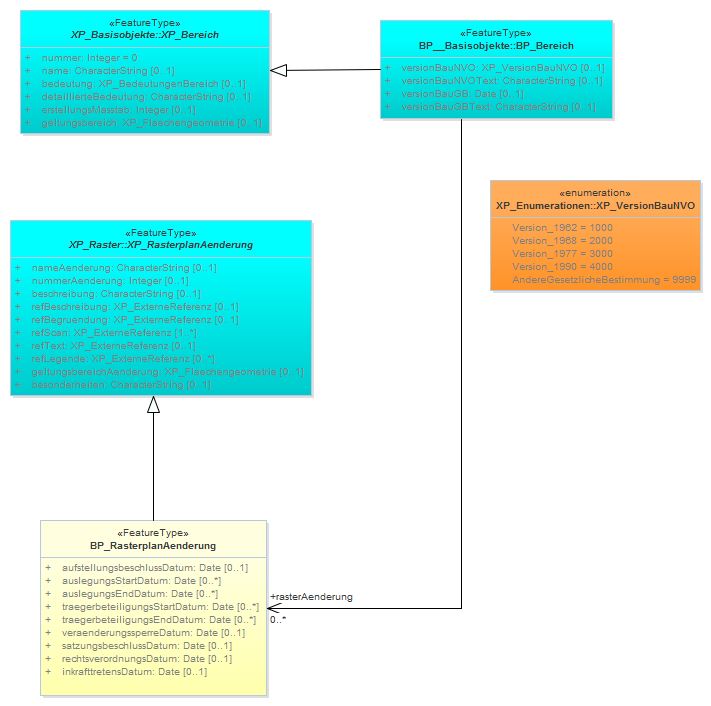 «FeatureType»
XP_Basisobjekte::XP_Bereich
+ nummer: Integer = 0
+ name: CharacterString [0..1]
+ bedeutung: XP_BedeutungenBereich [0..1]
+ detaillierteBedeutung: CharacterString [0..1]
+ erstellungsMasstab: Integer [0..1]
+ geltungsbereich: XP_Flaechengeometrie [0..1]
«FeatureType»
BP__Basisobjekte::BP_Bereich
+ versionBauNVO: XP_VersionBauNVO [0..1]
+ versionBauNVOText: CharacterString [0..1]
+ versionBauGB: Date [0..1]
+ versionBauGBText: CharacterString [0..1]
«enumeration»
XP_Enumerationen::XP_VersionBauNVO
Version_1962 = 1000
Version_1968 = 2000
Version_1977 = 3000
Version_1990 = 4000
AndereGesetzlicheBestimmung = 9999
«FeatureType»
XP_Raster::XP_RasterplanAenderung
+ nameAenderung: CharacterString [0..1]
+ nummerAenderung: Integer [0..1]
+ beschreibung: CharacterString [0..1]
+ refBeschreibung: XP_ExterneReferenz [0..1]
+ refBegruendung: XP_ExterneReferenz [0..1]
+ refScan: XP_ExterneReferenz [1..*]
+ refText: XP_ExterneReferenz [0..1]
+ refLegende: XP_ExterneReferenz [0..*]
+ geltungsbereichAenderung: XP_Flaechengeometrie [0..1]
+ besonderheiten: CharacterString [0..1]
«FeatureType»
BP_RasterplanAenderung
+ aufstellungsbeschlussDatum: Date [0..1]
+ auslegungsStartDatum: Date [0..*]
+ auslegungsEndDatum: Date [0..*]
+ traegerbeteiligungsStartDatum: Date [0..*]
+ traegerbeteiligungsEndDatum: Date [0..*]
+ veraenderungssperreDatum: Date [0..1]
+ satzungsbeschlussDatum: Date [0..1]
+ rechtsverordnungsDatum: Date [0..1]
+ inkrafttretensDatum: Date [0..1]
+rasterAenderung
0..*